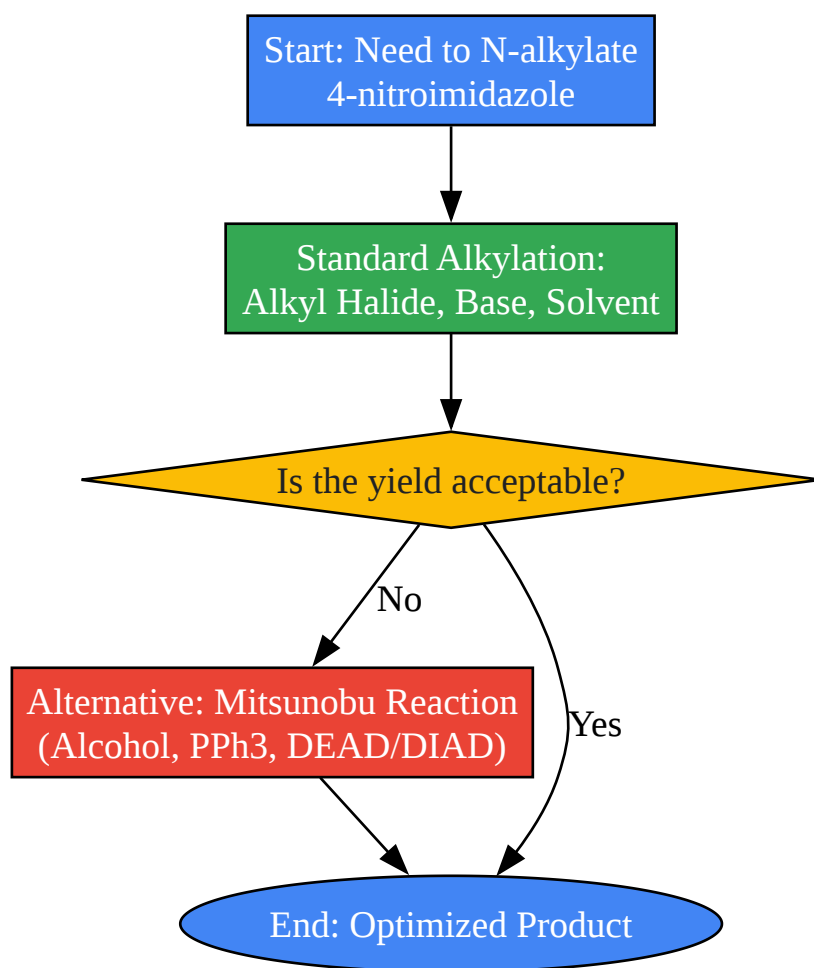 Start: Need to N-alkylate
4-nitroimidazole
Standard Alkylation:
Alkyl Halide, Base, Solvent
Is the yield acceptable?
No
Alternative: Mitsunobu Reaction
(Alcohol, PPh3, DEAD/DIAD)
Yes
End: Optimized Product